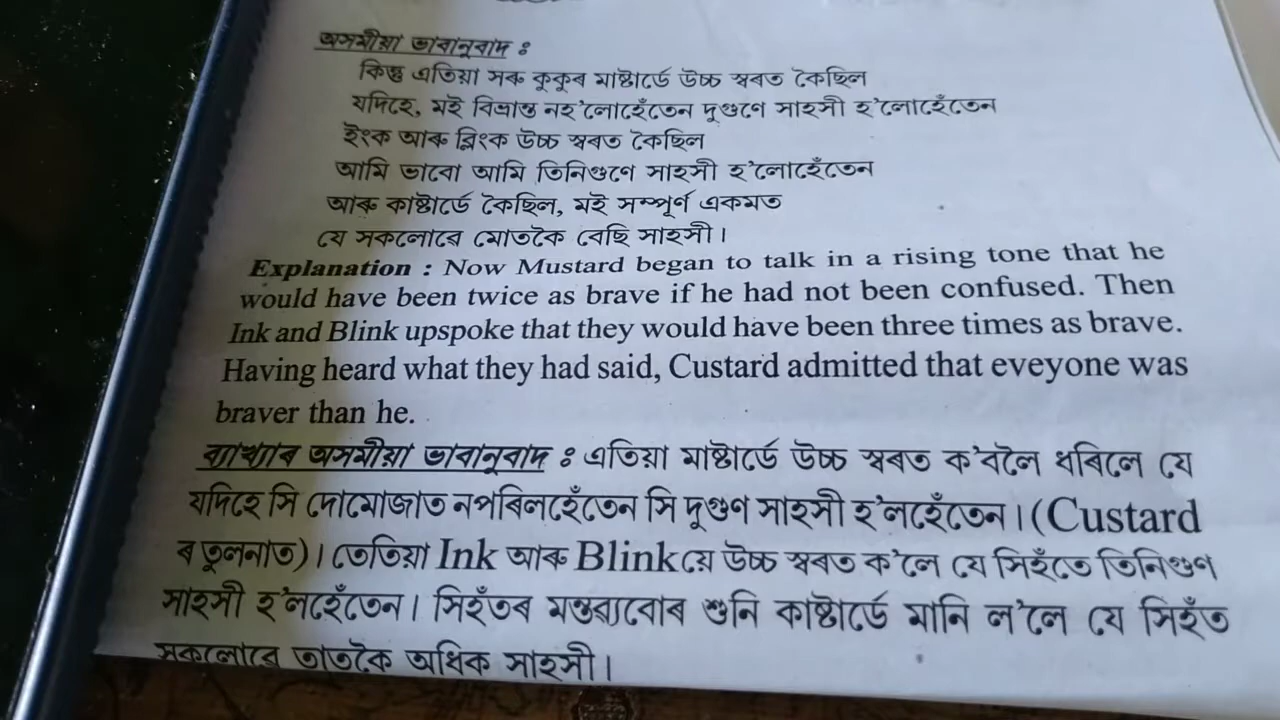 অসমীয়া ভাবানুবাদ ঃ
কিন্তু এতিয়া সৰু কুকুৰ মাষ্টাৰ্ডে উচ্চ স্বৰত কৈছিল
যদিহে, মই বিভ্ৰান্ত নহ'লোহেঁতেন দুগুণে সাহসী হ'লোহেঁতেন
ইংক আৰু ব্লিংক উচ্চ স্বৰত কৈছিল
আমি ভাবো আমি তিনিগুণে সাহসী হ'লোহেঁতেন
আৰু কাষ্টাৰ্ডে কৈছিল, মই সম্পূৰ্ণ একমত
যে সকলোৱে মোতকৈ বেছি সাহসী।
Explanation : Now Mustard began to talk in a rising tone that he
would have been twice as brave if he had not been confused. Then
Ink and Blink upspoke that they would have been three times as brave.
Having heard what they had said, Custard admitted that eveyone was
braver than he.
ব্যাখ্যাৰ অসমীয়া ভাবানুবাদ ঃ এতিয়া মাষ্টাৰ্ডে উচ্চ স্বৰত ক'বলৈ ধৰিলে যে
যদিহে সি দোমোজাত নপৰিলহেঁতেন সি দুগুণ সাহসী হ'লহেঁতেন। (Custard
ৰ তুলনাত)। তেতিয়া Ink আৰু Blink য়ে উচ্চ স্বৰত ক'লে যে সিহঁতে তিনিগুণ
সাহসী হ'লহেঁতেন। সিহঁতৰ মন্তব্যবোৰ শুনি কাষ্টাৰ্ডে মানি ল'লে যে সিহঁত
সকলোৱে তাতকৈ অধিক সাহসী।